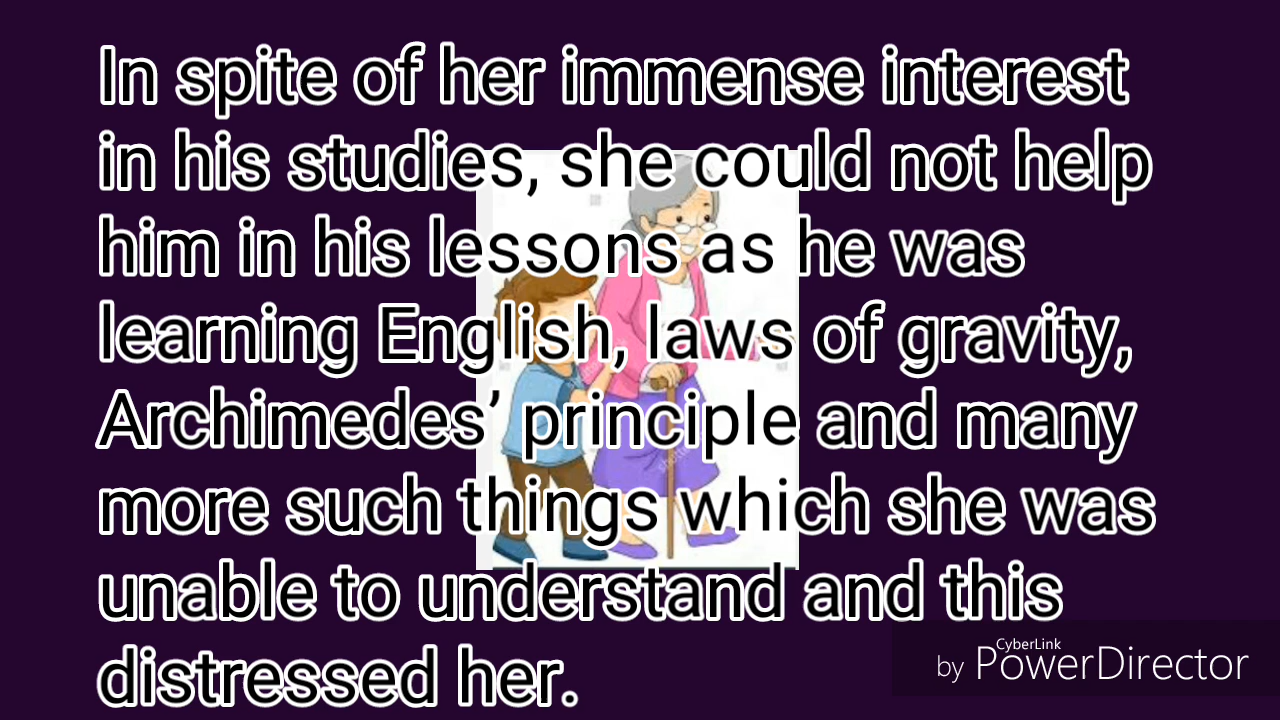 In spite of her immense interest
in his studies, she could not help
him in his lessons as he was
learning English, laws of gravity,
Archimedes’ principle and many
more such things which she was
unable to understand and this
distressed her.
CyberLink
by PowerDirector